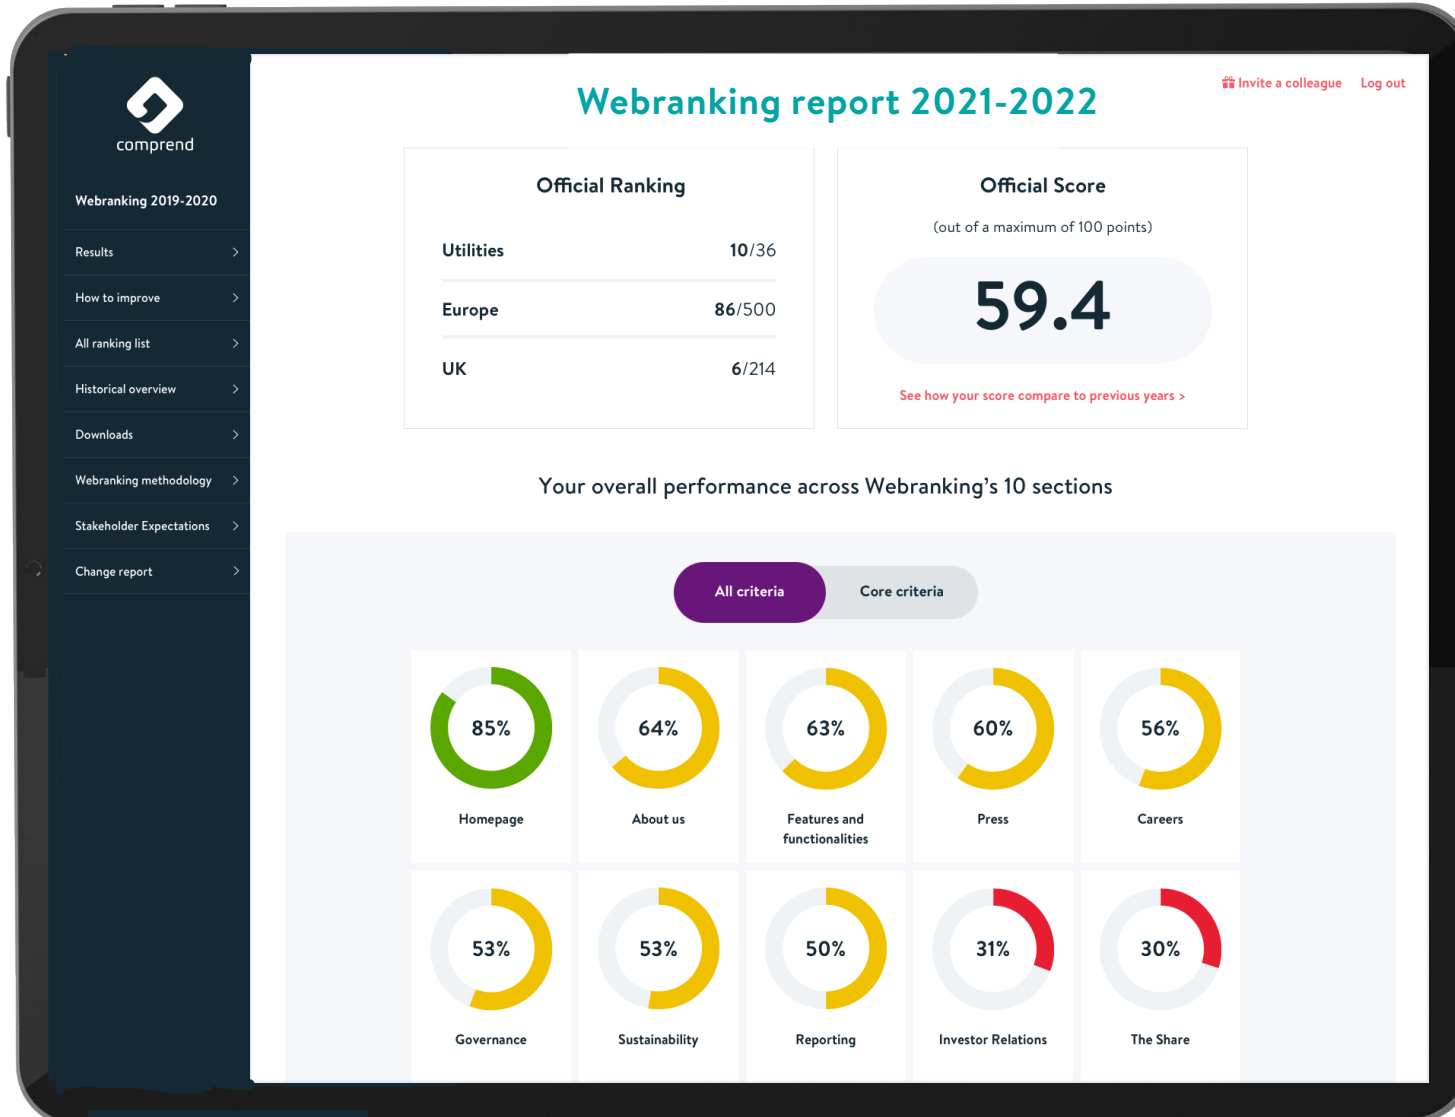 comprend
Webranking 2019-2020
Results
How to improve
All ranking list
Historical overview
Downloads
Webranking methodology
Stakeholder Expectations
Change report
Invite a colleague Log out
Webranking report 2021-2022
Official Ranking
Utilities 10/36
Europe 86/500
UK 6/214
Official Score
(out of a maximum of 100 points)
59.4
See how your score compare to previous years >
Your overall performance across Webranking's 10 sections
All criteria Core criteria
85%
Homepage
64%
About us
63%
Features and
functionalities
60%
Press
56%
Careers
53%
Governance
53%
Sustainability
50%
Reporting
31%
Investor Relations
30%
The Share